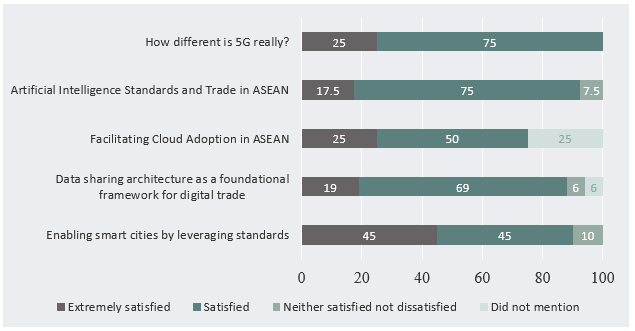 How different is 5G really?
25 75
Artificial Intelligence Standards and Trade in ASEAN
17.5 75 7.5
Facilitating Cloud Adoption in ASEAN
25 50 25
Data sharing architecture as a foundational
framework for digital trade
19 69 6 6
Enabling smart cities by leveraging standards
45 45 10
0 20 40 60 80 100
Extremely satisfied Satisfied Neither satisfied not dissatisfied Did not mention